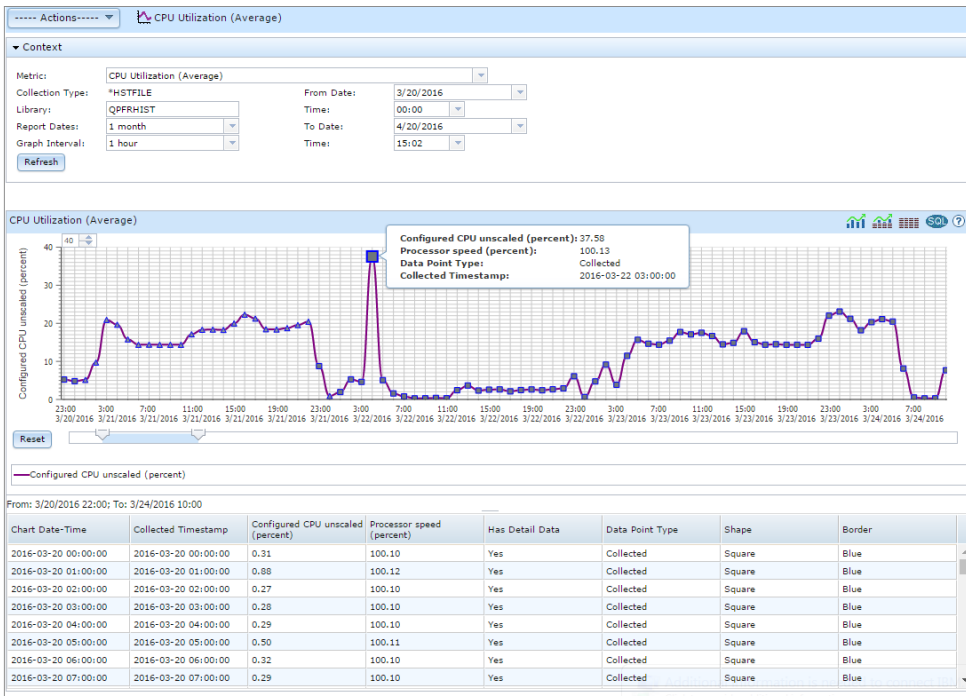 ----- Actions-----
CPU Utilization (Average)
Context
Metric: CPU Utilization (Average)
Collection Type: *HSTFILE From Date: 3/20/2016
Library: QPFRHIST Time: 00:00
Report Dates: 1 month To Date: 4/20/2016
Graph Interval: 1 hour Time: 15:02
Refresh
CPU Utilization (Average)
SQL ?
40
Configured CPU unscaled (percent)
40
30
20
10
0
Configured CPU unscaled (percent): 37.58
Processor speed (percent): 100.13
Data Point Type: Collected
Collected Timestamp: 2016-03-22 03:00:00
23:00 3:00 7:00 11:00 15:00 19:00 23:00 3:00 7:00 11:00 15:00 19:00 23:00 3:00 7:00 11:00 15:00 19:00 23:00 3:00 7:00
3/20/2016 3/21/2016 3/21/2016 3/21/2016 3/21/2016 3/21/2016 3/21/2016 3/22/2016 3/22/2016 3/22/2016 3/22/2016 3/22/2016 3/22/2016 3/23/2016 3/23/2016 3/23/2016 3/23/2016 3/23/2016 3/23/2016 3/24/2016 3/24/2016
Reset
Configured CPU unscaled (percent)
From: 3/20/2016 22:00; To: 3/24/2016 10:00
Chart Date-Time Collected Timestamp Configured CPU unscaled (percent) Processor speed (percent) Has Detail Data Data Point Type Shape Border
2016-03-20 00:00:00 2016-03-20 00:00:00 0.31 100.10 Yes Collected Square Blue
2016-03-20 01:00:00 2016-03-20 01:00:00 0.88 100.12 Yes Collected Square Blue
2016-03-20 02:00:00 2016-03-20 02:00:00 0.27 100.10 Yes Collected Square Blue
2016-03-20 03:00:00 2016-03-20 03:00:00 0.28 100.10 Yes Collected Square Blue
2016-03-20 04:00:00 2016-03-20 04:00:00 0.29 100.10 Yes Collected Square Blue
2016-03-20 05:00:00 2016-03-20 05:00:00 0.50 100.11 Yes Collected Square Blue
2016-03-20 06:00:00 2016-03-20 06:00:00 0.32 100.10 Yes Collected Square Blue
2016-03-20 07:00:00 2016-03-20 07:00:00 0.29 100.10 Yes Collected Square Blue